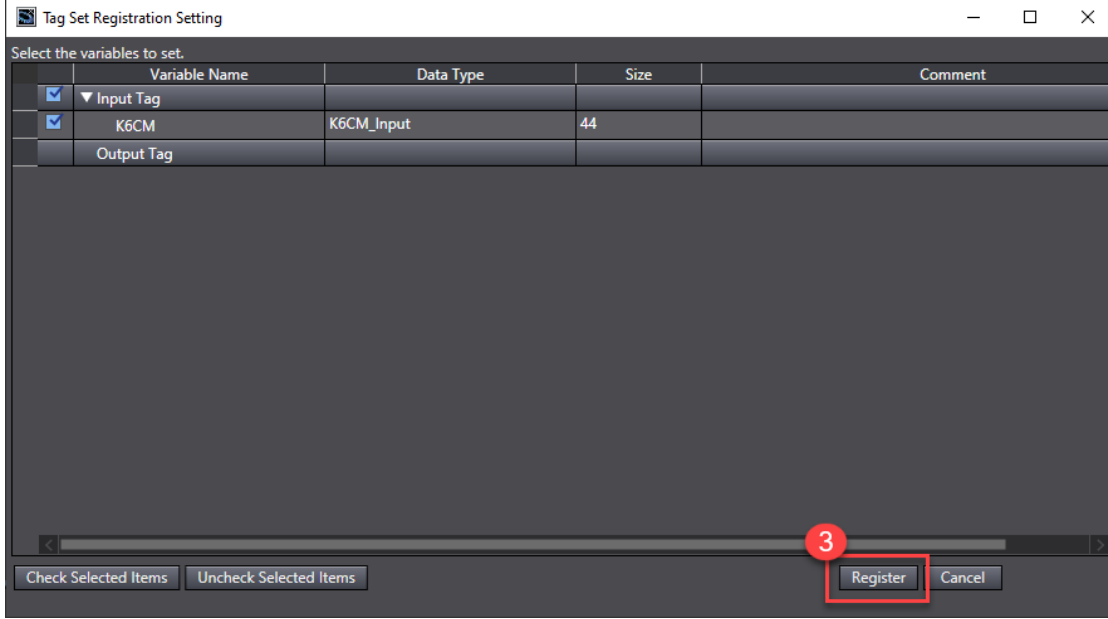 Tag Set Registration Setting
Select the variables to set.
Variable Name Data Type Size Comment
▼ Input Tag
K6CM K6CM_Input 44
Output Tag
3
Check Selected Items Uncheck Selected Items Register Cancel